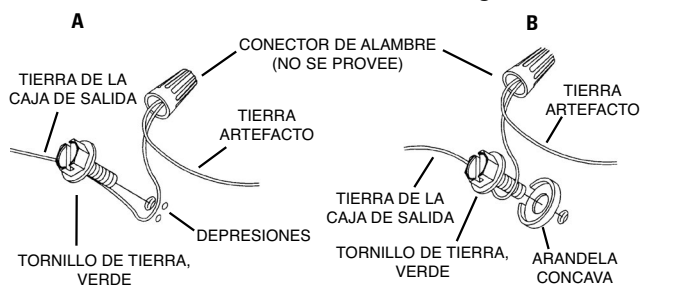 A
B
CONECTOR DE ALAMBRE
(NO SE PROVEE)
TIERRA DE LA
CAJA DE SALIDA
TIERRA
ARTEFACTO
TIERRA
ARTEFACTO
TIERRA DE LA
CAJA DE SALIDA
DEPRESIONES
TORNILLO DE TIERRA,
VERDE
TORNILLO DE TIERRA,
VERDE
ARANDELA
CONCAVA